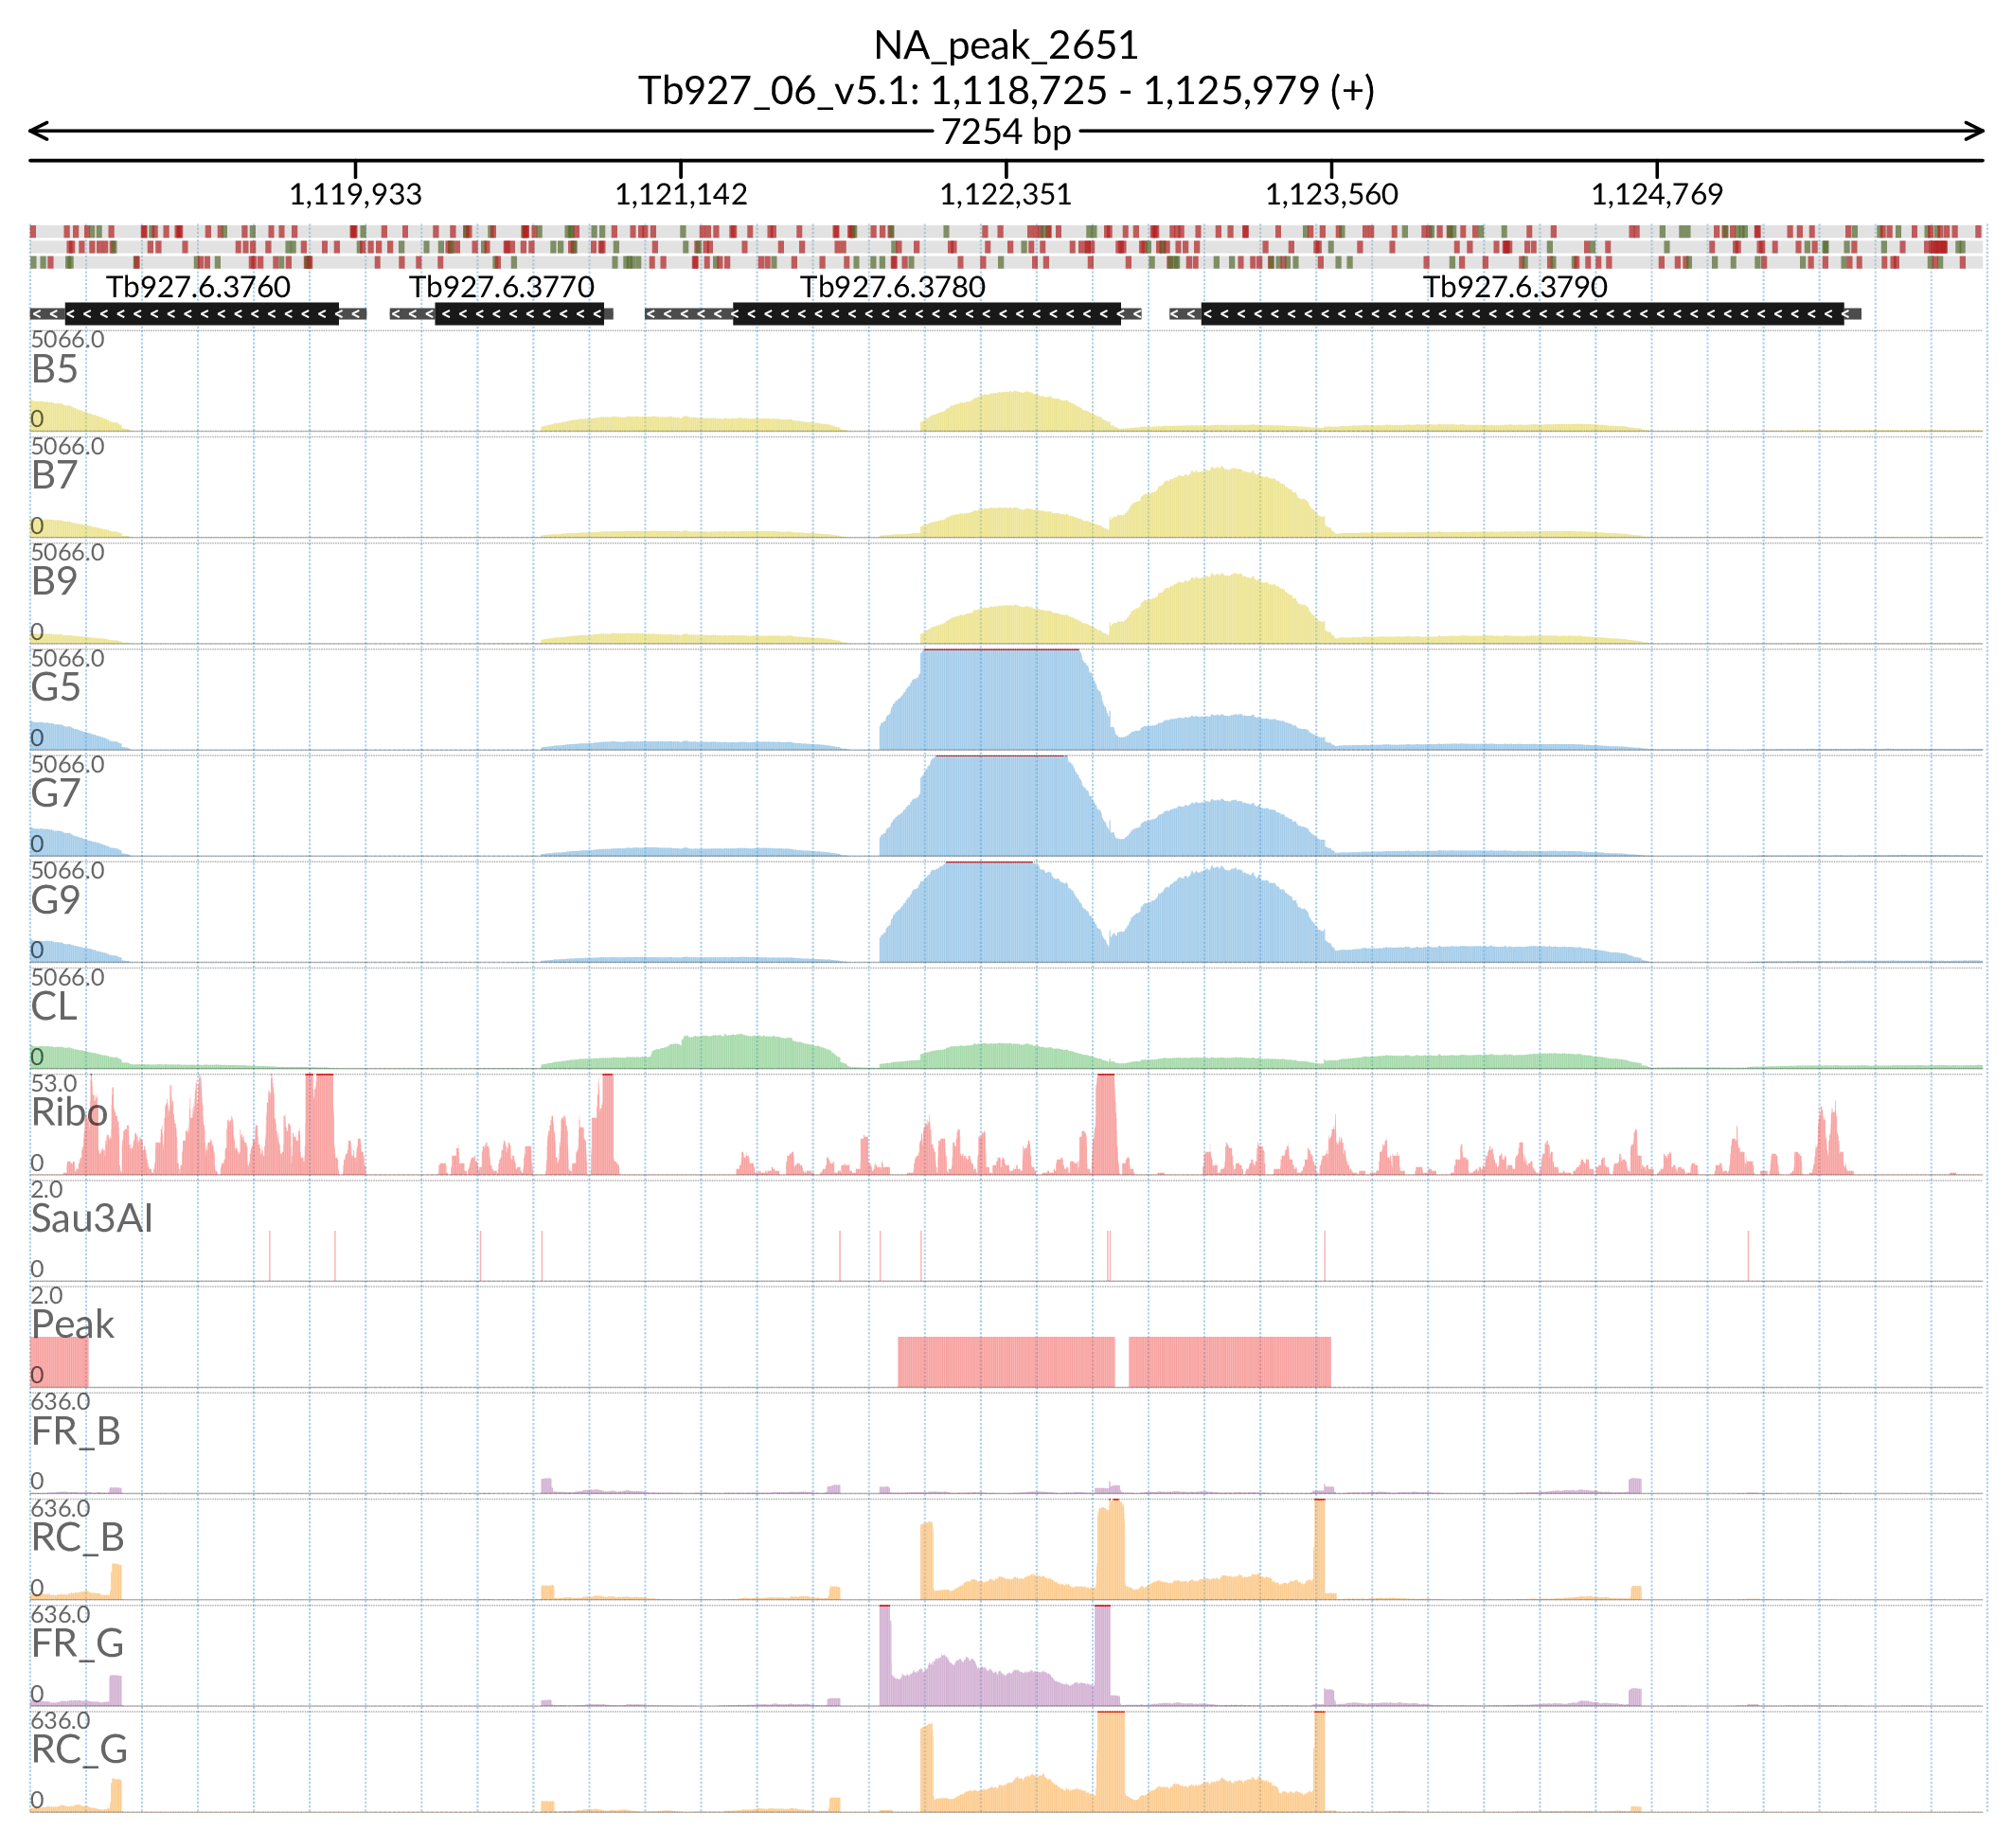 NA_peak_2651
Tb927_06_v5.1: 1,118,725 - 1,125,979 (+)
7254 bp
1,119,933 1,121,142 1,122,351 1,123,560 1,124,769
Tb927.6.3760 Tb927.6.3770 Tb927.6.3780 Tb927.6.3790
5066.0
B5
0
5066.0
B7
0
5066.0
B9
0
5066.0
G5
0
5066.0
G7
0
5066.0
G9
0
5066.0
CL
0
53.0
Ribo
0
2.0
Sau3AI
0
2.0
Peak
0
636.0
FR_B
0
636.0
RC_B
0
636.0
FR_G
0
636.0
RC_G
0